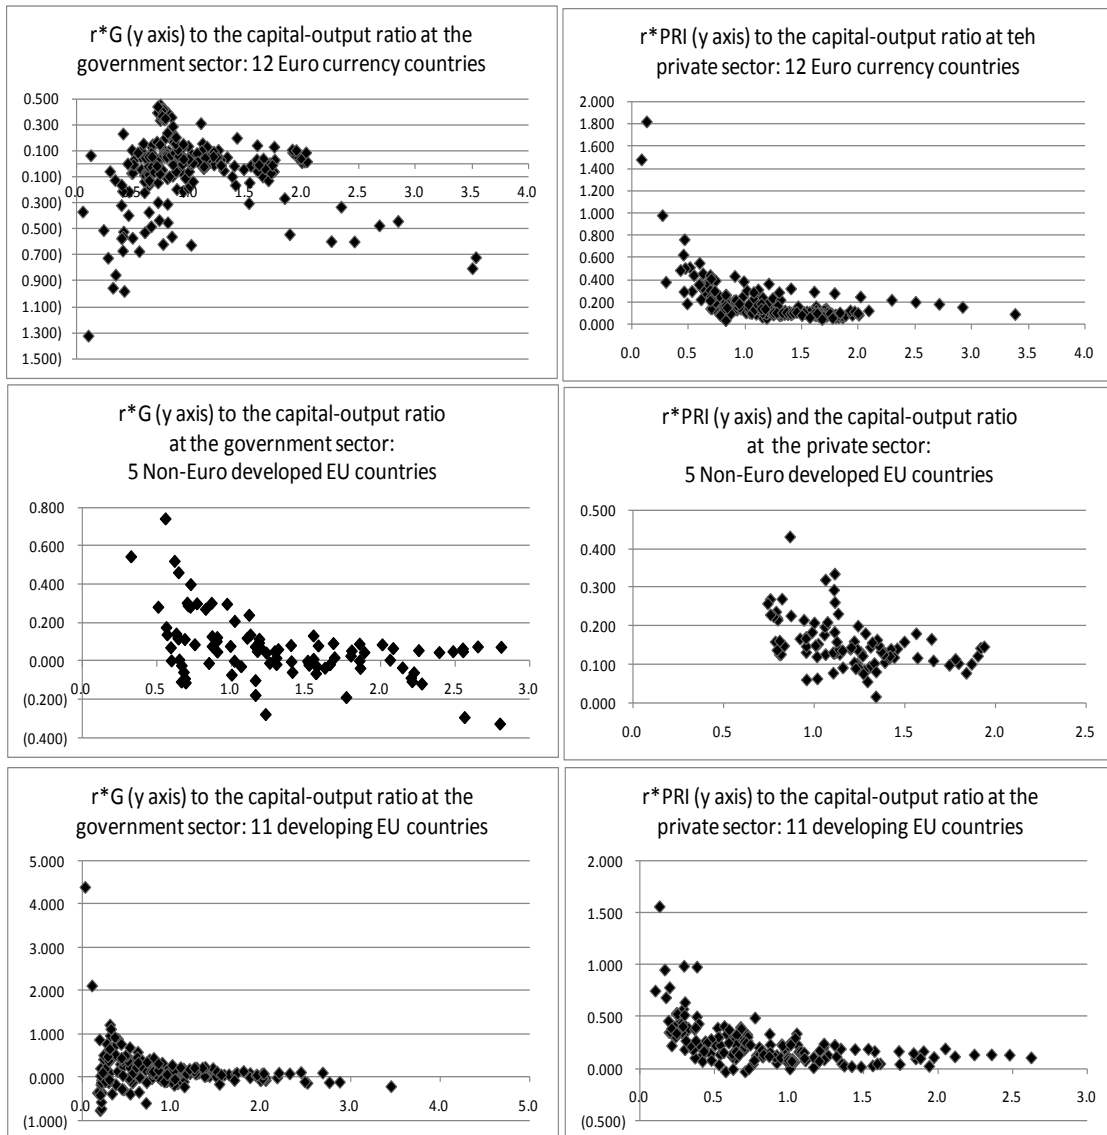 r*G (y axis) to the capital-output ratio at the
government sector: 12 Euro currency countries
0.500
0.300
0.100
0.100)
0.300)
0.500)
0.700)
0.900)
1.100)
1.300)
1.500)
0.0 0.5 1.0 1.5 2.0 2.5 3.0 3.5 4.0
r*PRI (y axis) to the capital-output ratio at teh
private sector: 12 Euro currency countries
2.000
1.800
1.600
1.400
1.200
1.000
0.800
0.600
0.400
0.200
0.000
0.0 0.5 1.0 1.5 2.0 2.5 3.0 3.5 4.0
r*G (y axis) to the capital-output ratio
at the government sector:
5 Non-Euro developed EU countries
0.800
0.600
0.400
0.200
0.000
(0.200)
(0.400)
0.0 0.5 1.0 1.5 2.0 2.5 3.0
r*PRI (y axis) and the capital-output ratio
at the private sector:
5 Non-Euro developed EU countries
0.500
0.400
0.300
0.200
0.100
0.000
0.0 0.5 1.0 1.5 2.0 2.5
r*G (y axis) to the capital-output ratio at the
government sector: 11 developing EU countries
5.000
4.000
3.000
2.000
1.000
0.000
(1.000)
0.0 1.0 2.0 3.0 4.0 5.0
r*PRI (y axis) to the capital-output ratio at the
private sector: 11 developing EU countries
2.000
1.500
1.000
0.500
0.000
(0.500)
0.0 0.5 1.0 1.5 2.0 2.5 3.0